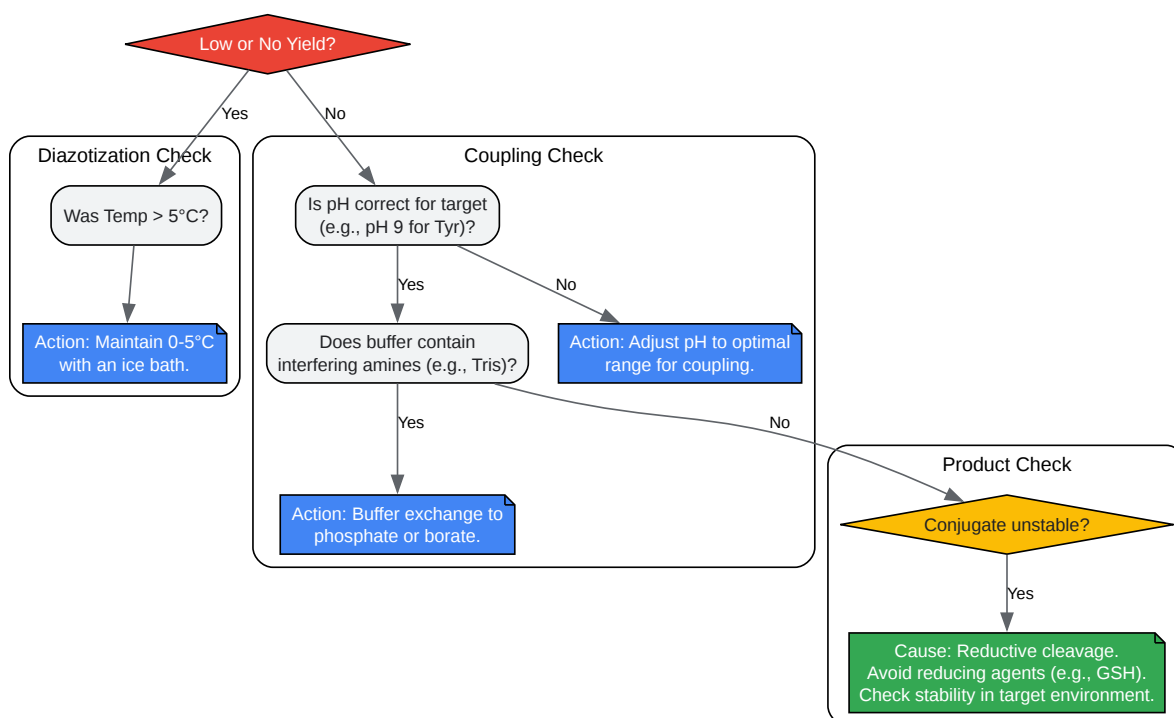 Low or No Yield?
Yes
No
Diazotization Check
Was Temp > 5°C?
Action: Maintain 0-5°C
with an ice bath.
Coupling Check
Is pH correct for target
(e.g., pH 9 for Tyr)?
Yes
No
Does buffer contain
interfering amines (e.g., Tris)?
Action: Adjust pH to optimal
range for coupling.
Yes
No
Action: Buffer exchange to
phosphate or borate.
Product Check
Conjugate unstable?
Yes
Cause: Reductive cleavage.
Avoid reducing agents (e.g., GSH).
Check stability in target environment.